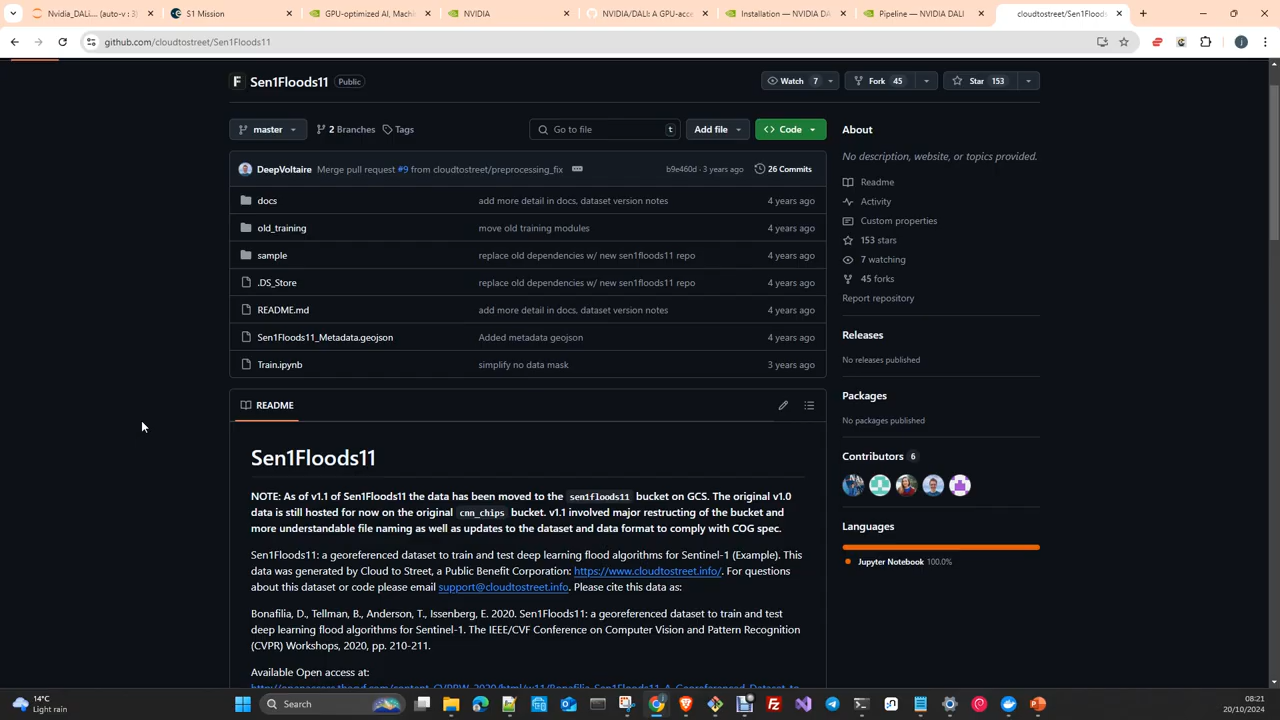 Nvidia_DALi... (auto-v : 3)
S1 Mission
GPU-optimized AI, Machi
NVIDIA
NVIDIA/DALI: A GPU-acce
Installation — NVIDIA DA
Pipeline — NVIDIA DALI
cloudtostreet/Sen1Floods
github.com/cloudtostreet/Sen1Floods11
F Sen1Floods11 Public
Watch 7
Fork 45
Star 153
master
2 Branches
Tags
Go to file t
Add file
<> Code
About
No description, website, or topics provided.
DeepVoltaire Merge pull request #9 from cloudtostreet/preprocessing_fix
b9e460d · 3 years ago
26 Commits
docs add more detail in docs, dataset version notes 4 years ago
old_training move old training modules 4 years ago
sample replace old dependencies w/ new sen1floods11 repo 4 years ago
.DS_Store replace old dependencies w/ new sen1floods11 repo 4 years ago
README.md add more detail in docs, dataset version notes 4 years ago
Sen1Floods11_Metadata.geojson Added metadata geojson 4 years ago
Train.ipynb simplify no data mask 3 years ago
Readme
Activity
Custom properties
153 stars
7 watching
45 forks
Report repository
Releases
No releases published
Packages
No packages published
Contributors 6
Languages
Jupyter Notebook 100.0%
README
Sen1Floods11
NOTE: As of v1.1 of Sen1Floods11 the data has been moved to the sen1floods11 bucket on GCS. The original v1.0
data is still hosted for now on the original cnn_chips bucket. v1.1 involved major restructing of the bucket and
more understandable file naming as well as updates to the dataset and data format to comply with COG spec.
Sen1Floods11: a georeferenced dataset to train and test deep learning flood algorithms for Sentinel-1 (Example). This
data was generated by Cloud to Street, a Public Benefit Corporation: https://www.cloudtostreet.info/. For questions
about this dataset or code please email support@cloudtostreet.info. Please cite this data as:
Bonafilia, D., Tellman, B., Anderson, T., Issenberg, E. 2020. Sen1Floods11: a georeferenced dataset to train and test
deep learning flood algorithms for Sentinel-1. The IEEE/CVF Conference on Computer Vision and Pattern Recognition
(CVPR) Workshops, 2020, pp. 210-211.
Available Open access at:
14°C
Light rain
Search
08:21
20/10/2024